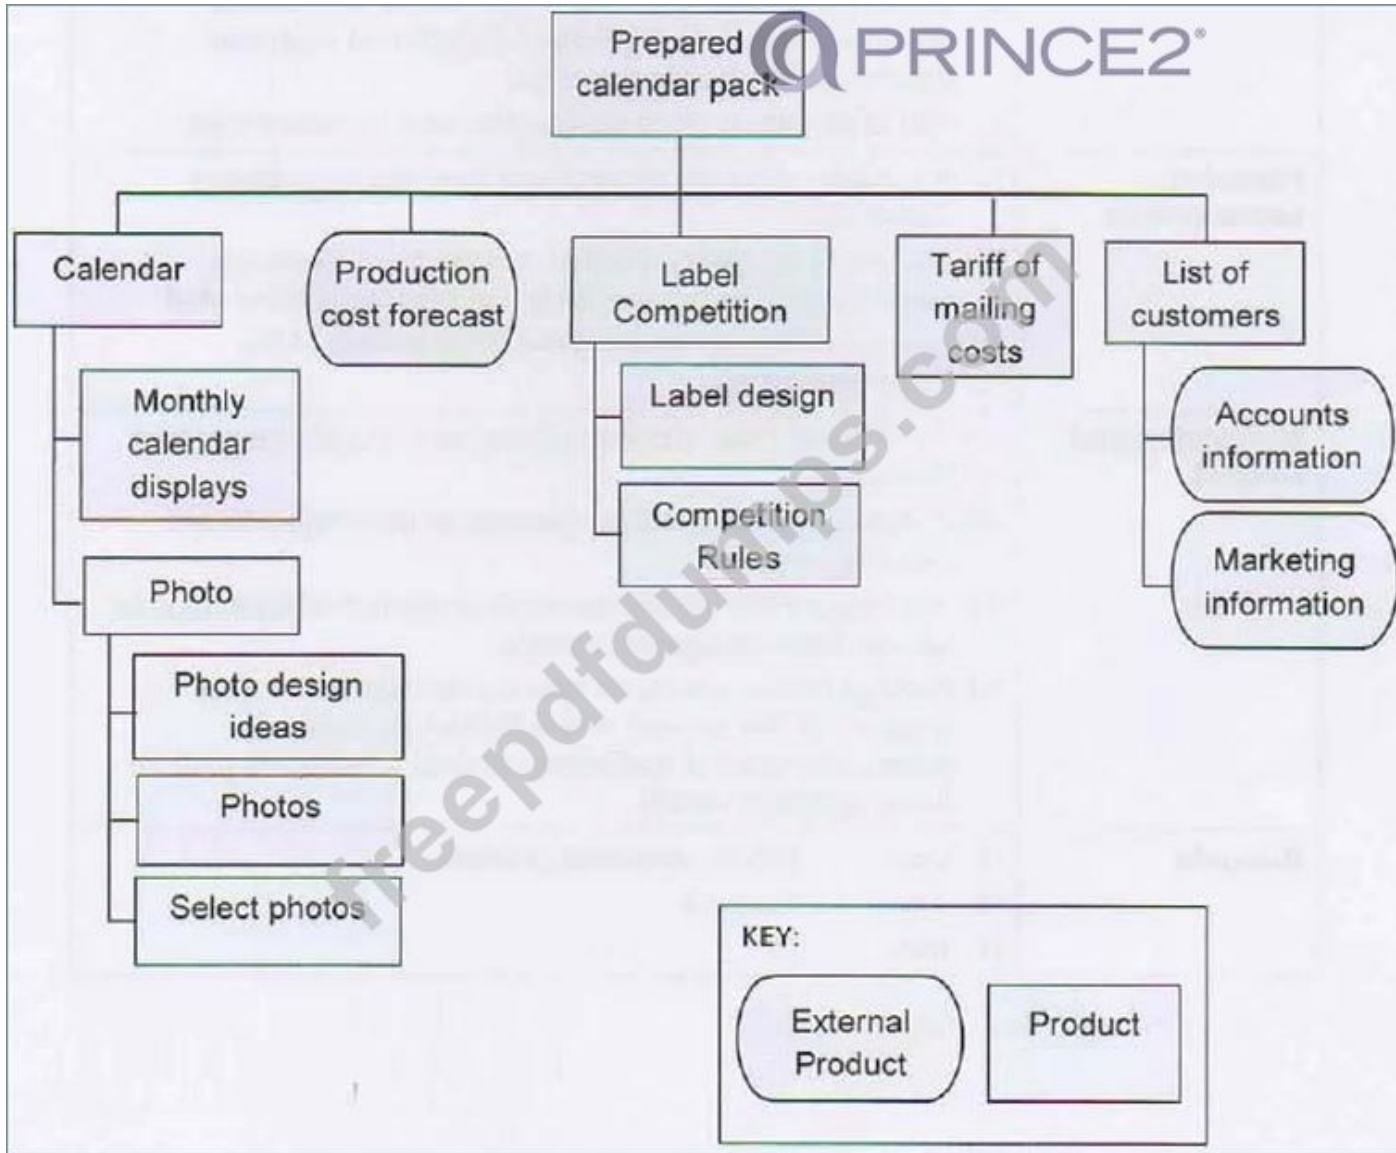 Prepared
calendar pack
PRINCE2®
Calendar
Production
cost forecast
Label
Competition
Tariff of
mailing
costs
List of
customers
Monthly
calendar
displays
Label design
Competition
Rules
Accounts
information
Marketing
information
Photo
Photo design
ideas
Photos
Select photos
KEY:
External
Product
Product
freepdfdumps.com